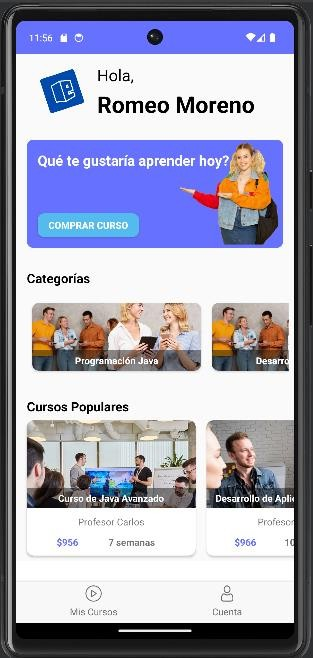 11:56
Hola,
Romeo Moreno
Qué te gustaría aprender hoy?
COMPRAR CURSO
Categorías
Programación Java
Desarro
Cursos Populares
Curso de Java Avanzado
Desarrollo de Aplic
Profesor Carlos
Profesor
$956 7 semanas
$966 10
Mis Cursos
Cuenta